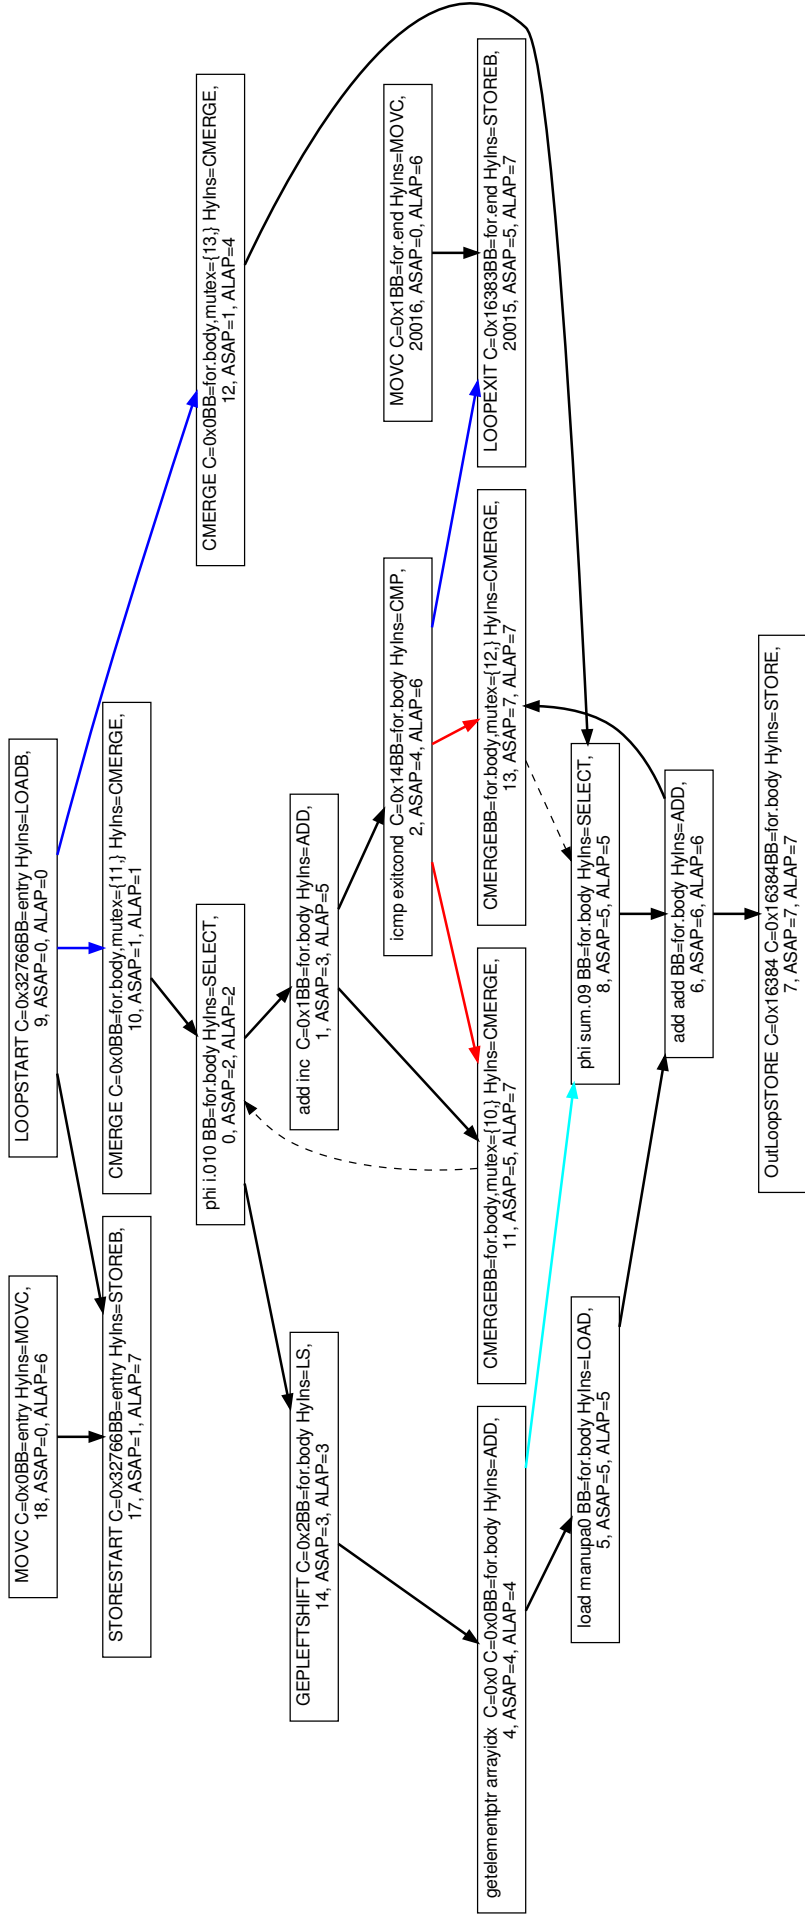 MOVC C=0x0BB=entry HyIns=MOVC,
18, ASAP=0, ALAP=6
LOOPSTART C=0x32766BB=entry HyIns=LOADB,
9, ASAP=0, ALAP=0
STORESTART C=0x32766BB=entry HyIns=STOREB,
17, ASAP=1, ALAP=7
CMERGE C=0x0BB=for.body,mutex={11,} HyIns=CMERGE,
10, ASAP=1, ALAP=1
phi i.010 BB=for.body HyIns=SELECT,
0, ASAP=2, ALAP=2
CMERGE C=0x0BB=for.body,mutex={13,} HyIns=CMERGE,
12, ASAP=1, ALAP=4
GEPLEFTSHIFT C=0x2BB=for.body HyIns=LS,
14, ASAP=3, ALAP=3
add inc  C=0x1BB=for.body HyIns=ADD,
1, ASAP=3, ALAP=5
icmp exitcond  C=0x14BB=for.body HyIns=CMP,
2, ASAP=4, ALAP=6
MOVC C=0x1BB=for.end HyIns=MOVC,
20016, ASAP=0, ALAP=6
getelementptr arrayidx  C=0x0 C=0x0BB=for.body HyIns=ADD,
4, ASAP=4, ALAP=4
CMERGEBB=for.body,mutex={10,} HyIns=CMERGE,
11, ASAP=5, ALAP=7
CMERGEBB=for.body,mutex={12,} HyIns=CMERGE,
13, ASAP=7, ALAP=7
LOOPEXIT C=0x16383BB=for.end HyIns=STOREB,
20015, ASAP=5, ALAP=7
load manupa0 BB=for.body HyIns=LOAD,
5, ASAP=5, ALAP=5
phi sum.09 BB=for.body HyIns=SELECT,
8, ASAP=5, ALAP=5
add add BB=for.body HyIns=ADD,
6, ASAP=6, ALAP=6
OutLoopSTORE C=0x16384 C=0x16384BB=for.body HyIns=STORE,
7, ASAP=7, ALAP=7